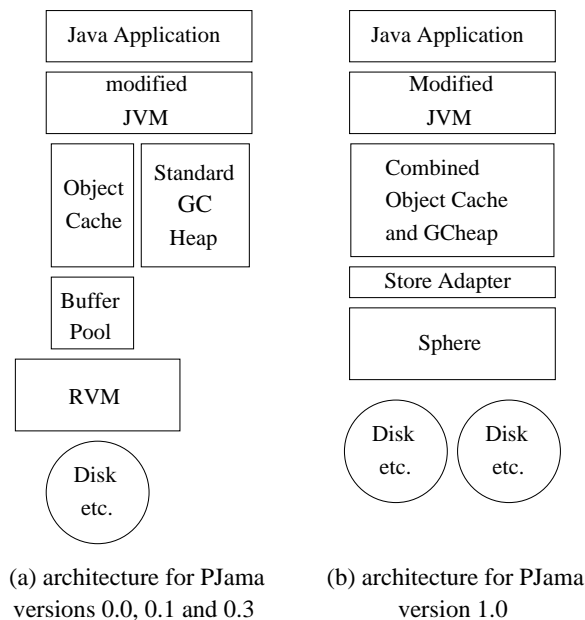 Java Application
modified
JVM
Object
Cache
Standard
GC
Heap
Buffer
Pool
RVM
Disk
etc.
(a) architecture for PJama
versions 0.0, 0.1 and 0.3
Java Application
Modified
JVM
Combined
Object Cache
and GCheap
Store Adapter
Sphere
Disk
etc.
Disk
etc.
(b) architecture for PJama
version 1.0